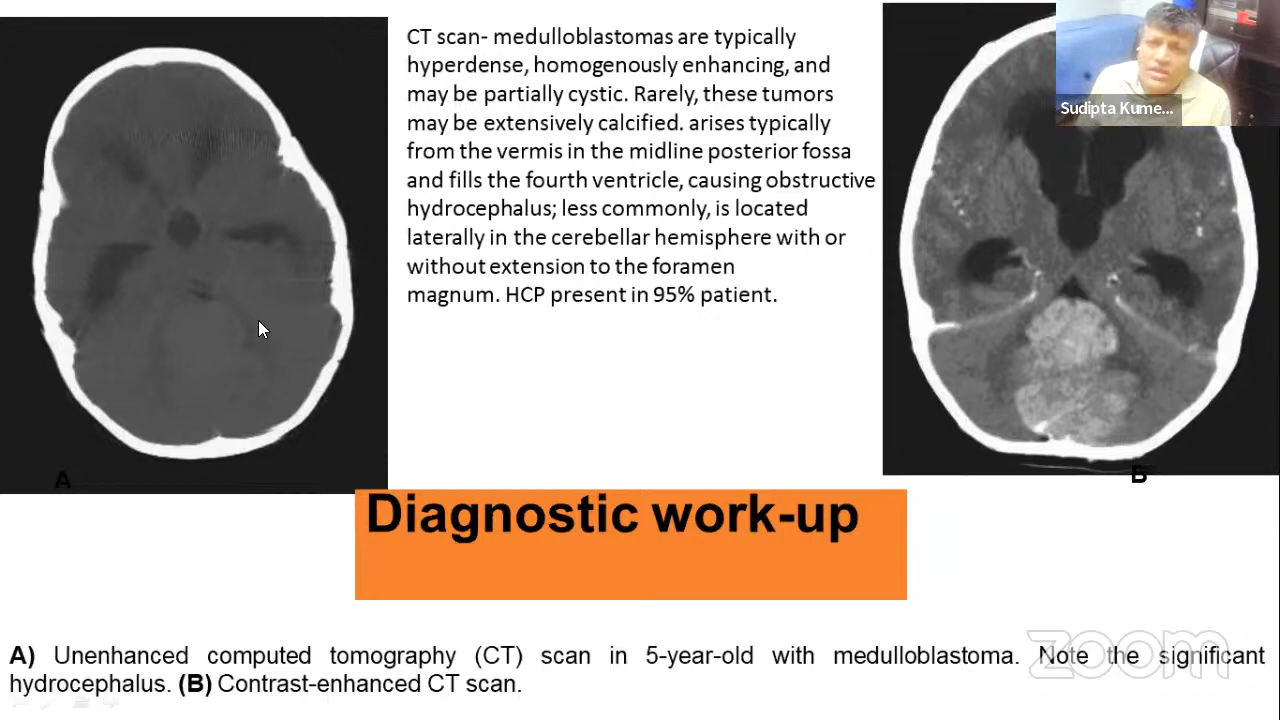 CT scan- medulloblastomas are typically
hyperdense, homogenously enhancing, and
may be partially cystic. Rarely, these tumors
may be extensively calcified. arises typically
from the vermis in the midline posterior fossa
and fills the fourth ventricle, causing obstructive
hydrocephalus; less commonly, is located
laterally in the cerebellar hemisphere with or
without extension to the foramen
magnum. HCP present in 95% patient.
Sudipta Kume...
A
B
Diagnostic work-up
A) Unenhanced computed tomography (CT) scan in 5-year-old with medulloblastoma. Note the significant
hydrocephalus. (B) Contrast-enhanced CT scan.
zoom